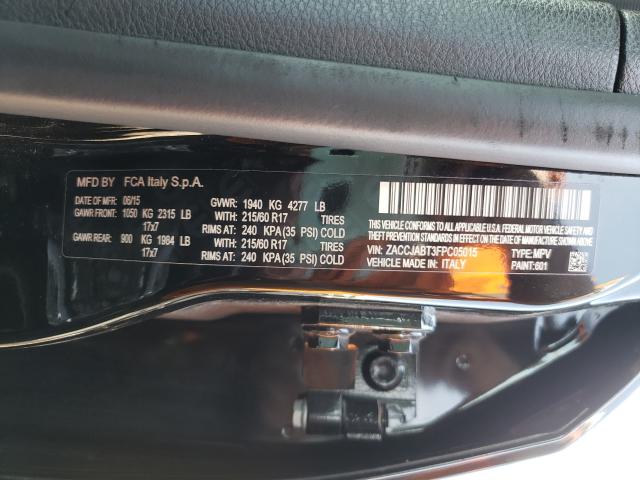 MFD BY FCA Italy S.p.A.
DATE OF MFD: 06/15 GVWR: 1940 KG 4277 LB
GAWR FRONT: 1050 KG 2315 LB WITH: 215/60 R17 TIRES
17x7 RIMS AT: 240 KPA(35 PSI) COLD
GAWR REAR: 900 KG 1984 LB WITH: 215/60 R17 TIRES
17x7 RIMS AT: 240 KPA(35 PSI) COLD
THIS VEHICLE CONFORMS TO ALL APPLICABLE U.S.A. FEDERAL MOTOR VEHICLE
SAFETY, BUMPER, AND THEFT PREVENTION STANDARDS IN EFFECT ON THE DATE OF MANUFACTURE SHOWN ABOVE
VIN: ZACCJABT3FPC05015 TYPE: MPV
VEHICLE MADE IN: ITALY PAINT: 601